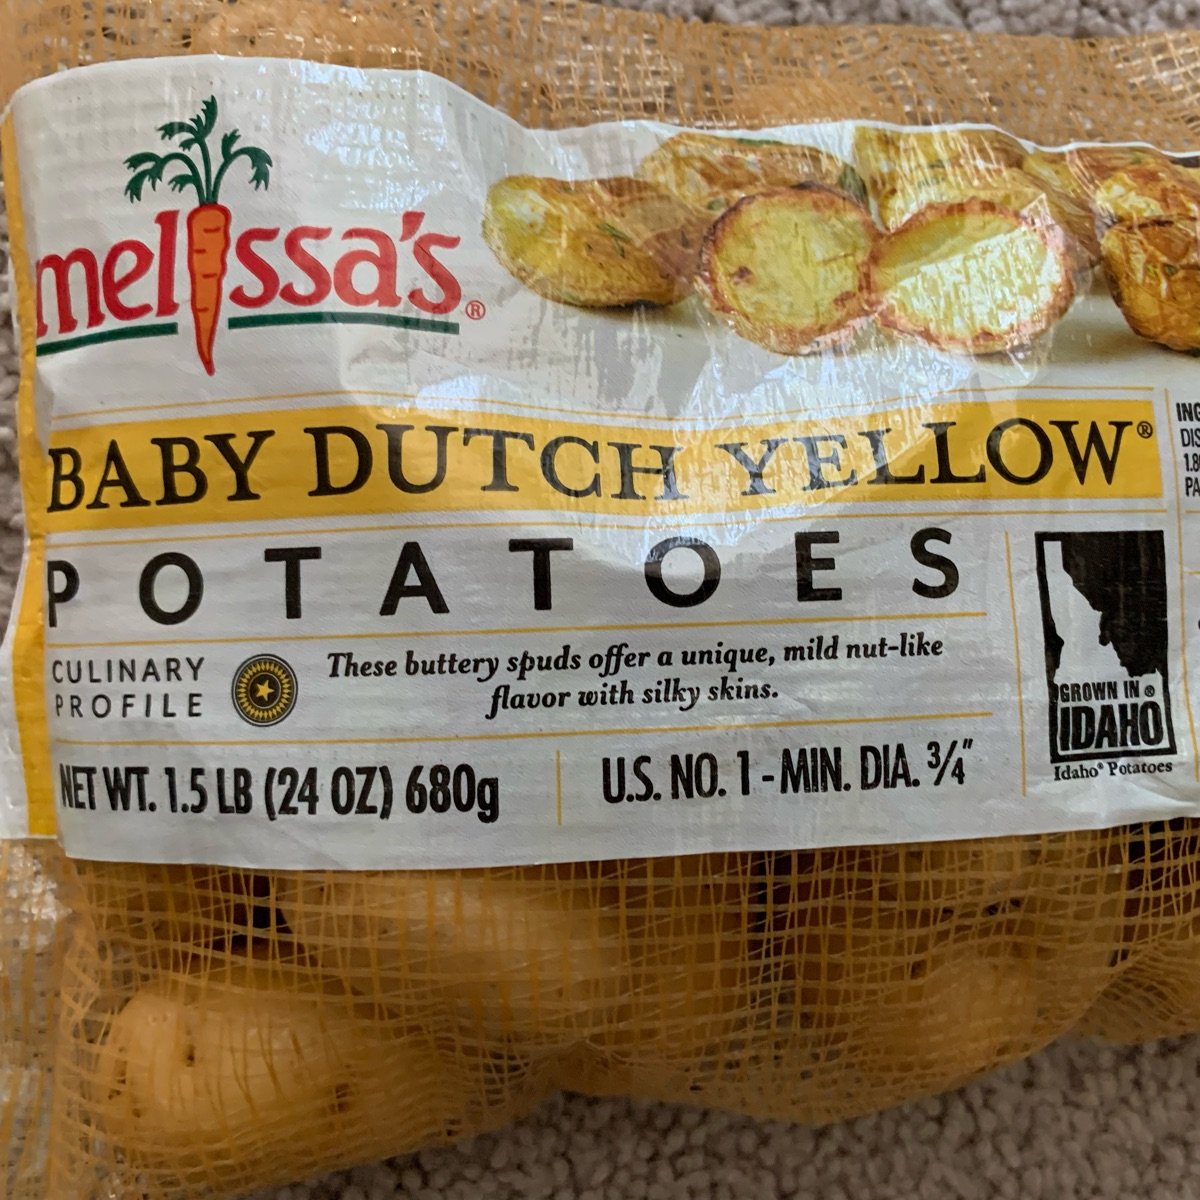 melissa's®
BABY DUTCH YELLOW®
POTATOES
CULINARY
PROFILE
These buttery spuds offer a unique, mild nut-like
flavor with silky skins.
NET WT. 1.5 LB (24 OZ) 680g
U.S. NO. 1 - MIN. DIA. ¾"
GROWN IN ®
IDAHO
Idaho® Potatoes